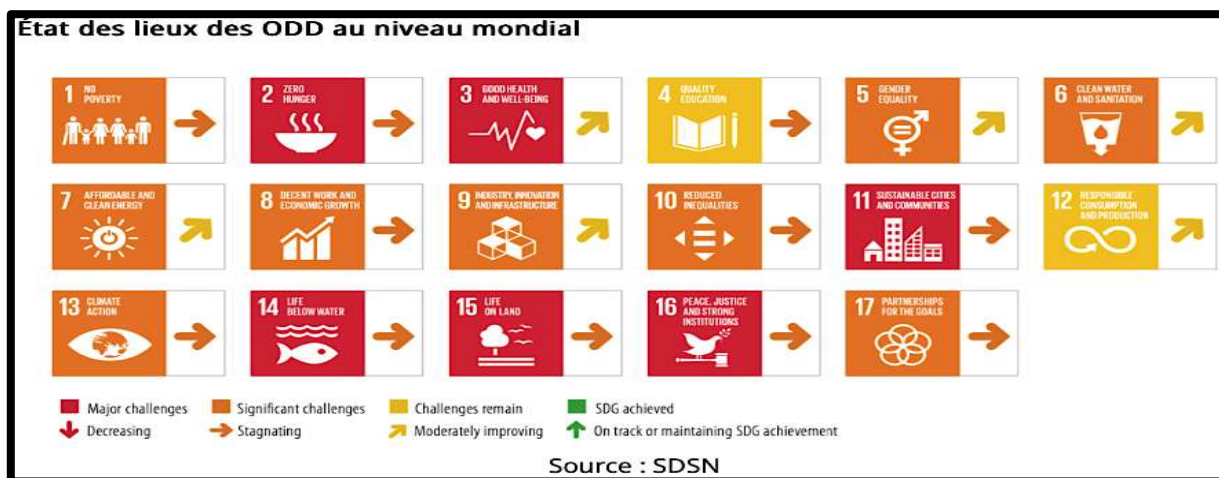 État des lieux des ODD au niveau mondial
1 NO
POVERTY
2 ZERO
HUNGER
3 GOOD HEALTH
AND WELL-BEING
4 QUALITY
EDUCATION
5 GENDER
EQUALITY
6 CLEAN WATER
AND SANITATION
7 AFFORDABLE AND
CLEAN ENERGY
8 DECENT WORK AND
ECONOMIC GROWTH
9 INDUSTRY, INNOVATION
AND INFRASTRUCTURE
10 REDUCED
INEQUALITIES
11 SUSTAINABLE CITIES
AND COMMUNITIES
12 RESPONSIBLE
CONSUMPTION
AND PRODUCTION
13 CLIMATE
ACTION
14 LIFE
BELOW WATER
15 LIFE
ON LAND
16 PEACE, JUSTICE
AND STRONG
INSTITUTIONS
17 PARTNERSHIPS
FOR THE GOALS
Major challenges Significant challenges Challenges remain SDG achieved
Decreasing Stagnating Moderately improving On track or maintaining SDG achievement
Source : SDSN